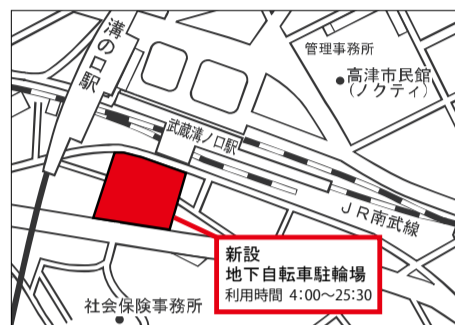 溝の口駅
管理事務所
高津市民館
(ノクティ)
武蔵溝ノ口駅
JR南武線
新設
地下自転車駐輪場
利用時間 4:00〜25:30
社会保険事務所